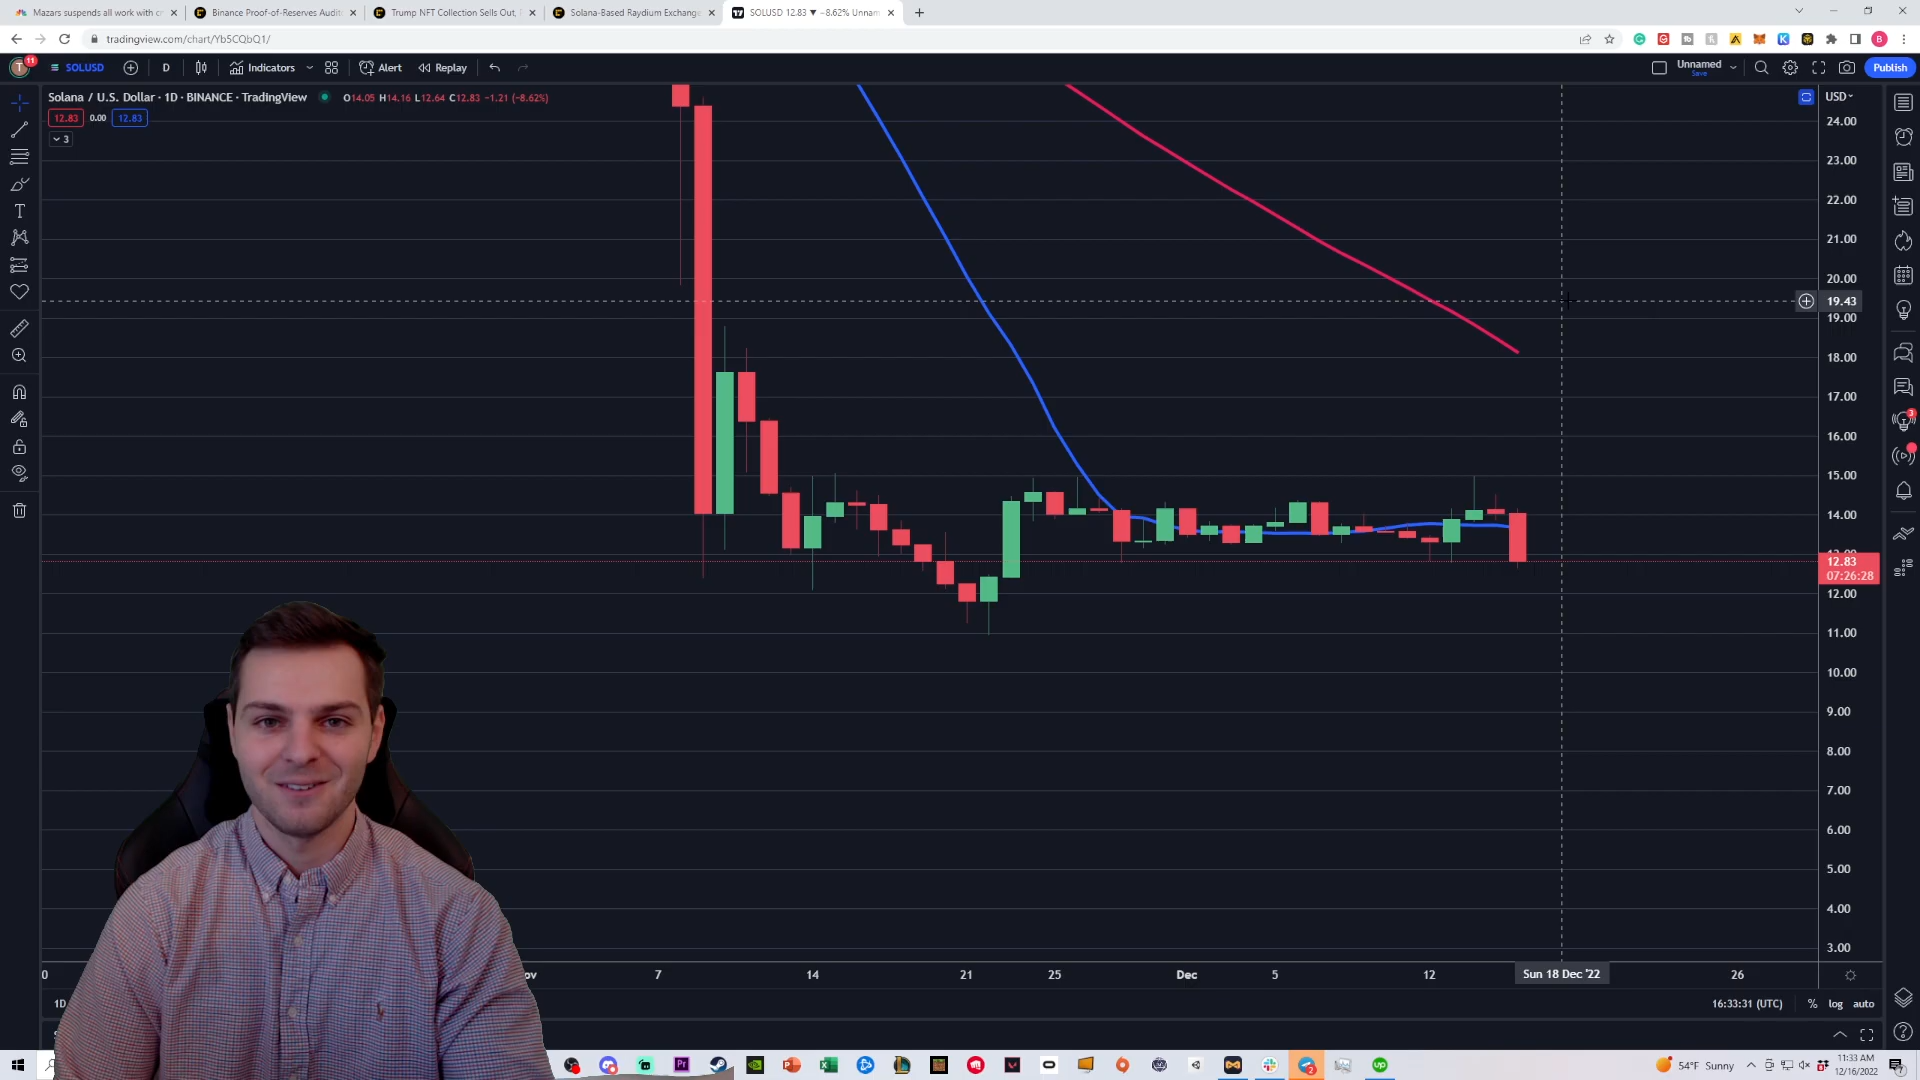 Mazars suspends all work with cr
Binance Proof-of-Reserves Audit
Trump NFT Collection Sells Out,
Solana-Based Raydium Exchange
SOLUSD 12.83 ▼ −8.62% Unnam
tradingview.com/chart/Yb5CQbQ1/
B
T
11
SOLUSD
D
Indicators
Alert
Replay
Unnamed
Save
Publish
Solana / U.S. Dollar · 1D · BINANCE · TradingView
O14.05 H14.16 L12.64 C12.83 −1.21 (−8.62%)
12.83
0.00
12.83
3
USD
24.00
23.00
22.00
21.00
20.00
19.43
19.00
18.00
17.00
16.00
15.00
14.00
12.83
07:26:28
12.00
11.00
10.00
9.00
8.00
7.00
6.00
5.00
4.00
3.00
3
0
ov
7
14
21
25
Dec
5
12
Sun 18 Dec '22
26
1D
16:33:31 (UTC)
%
log
auto
54°F Sunny
11:33 AM
12/16/2022